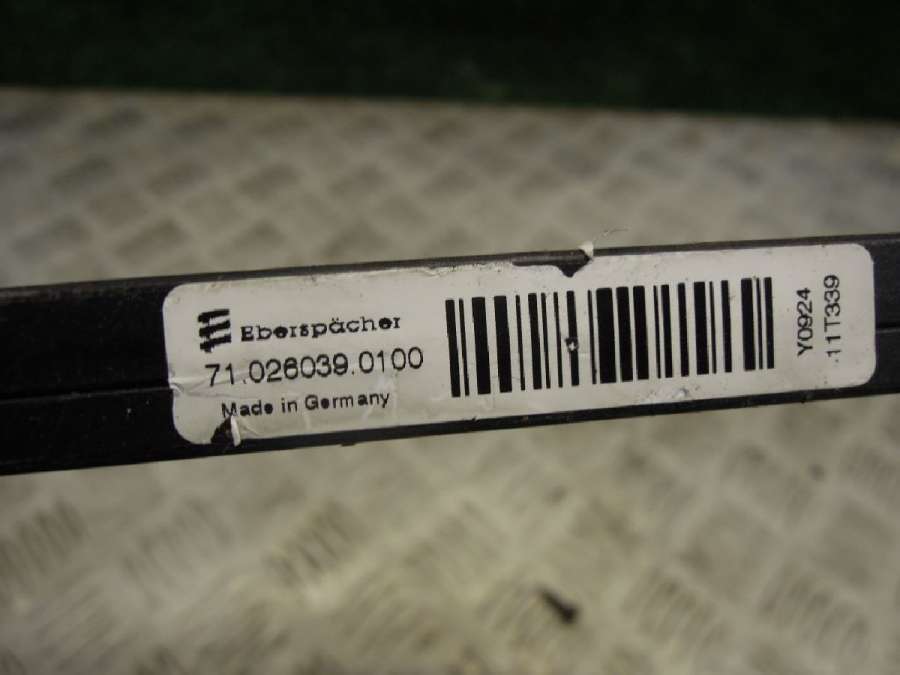 Eberspächer
71.026039.0100
Made in Germany
Y0924
11T339